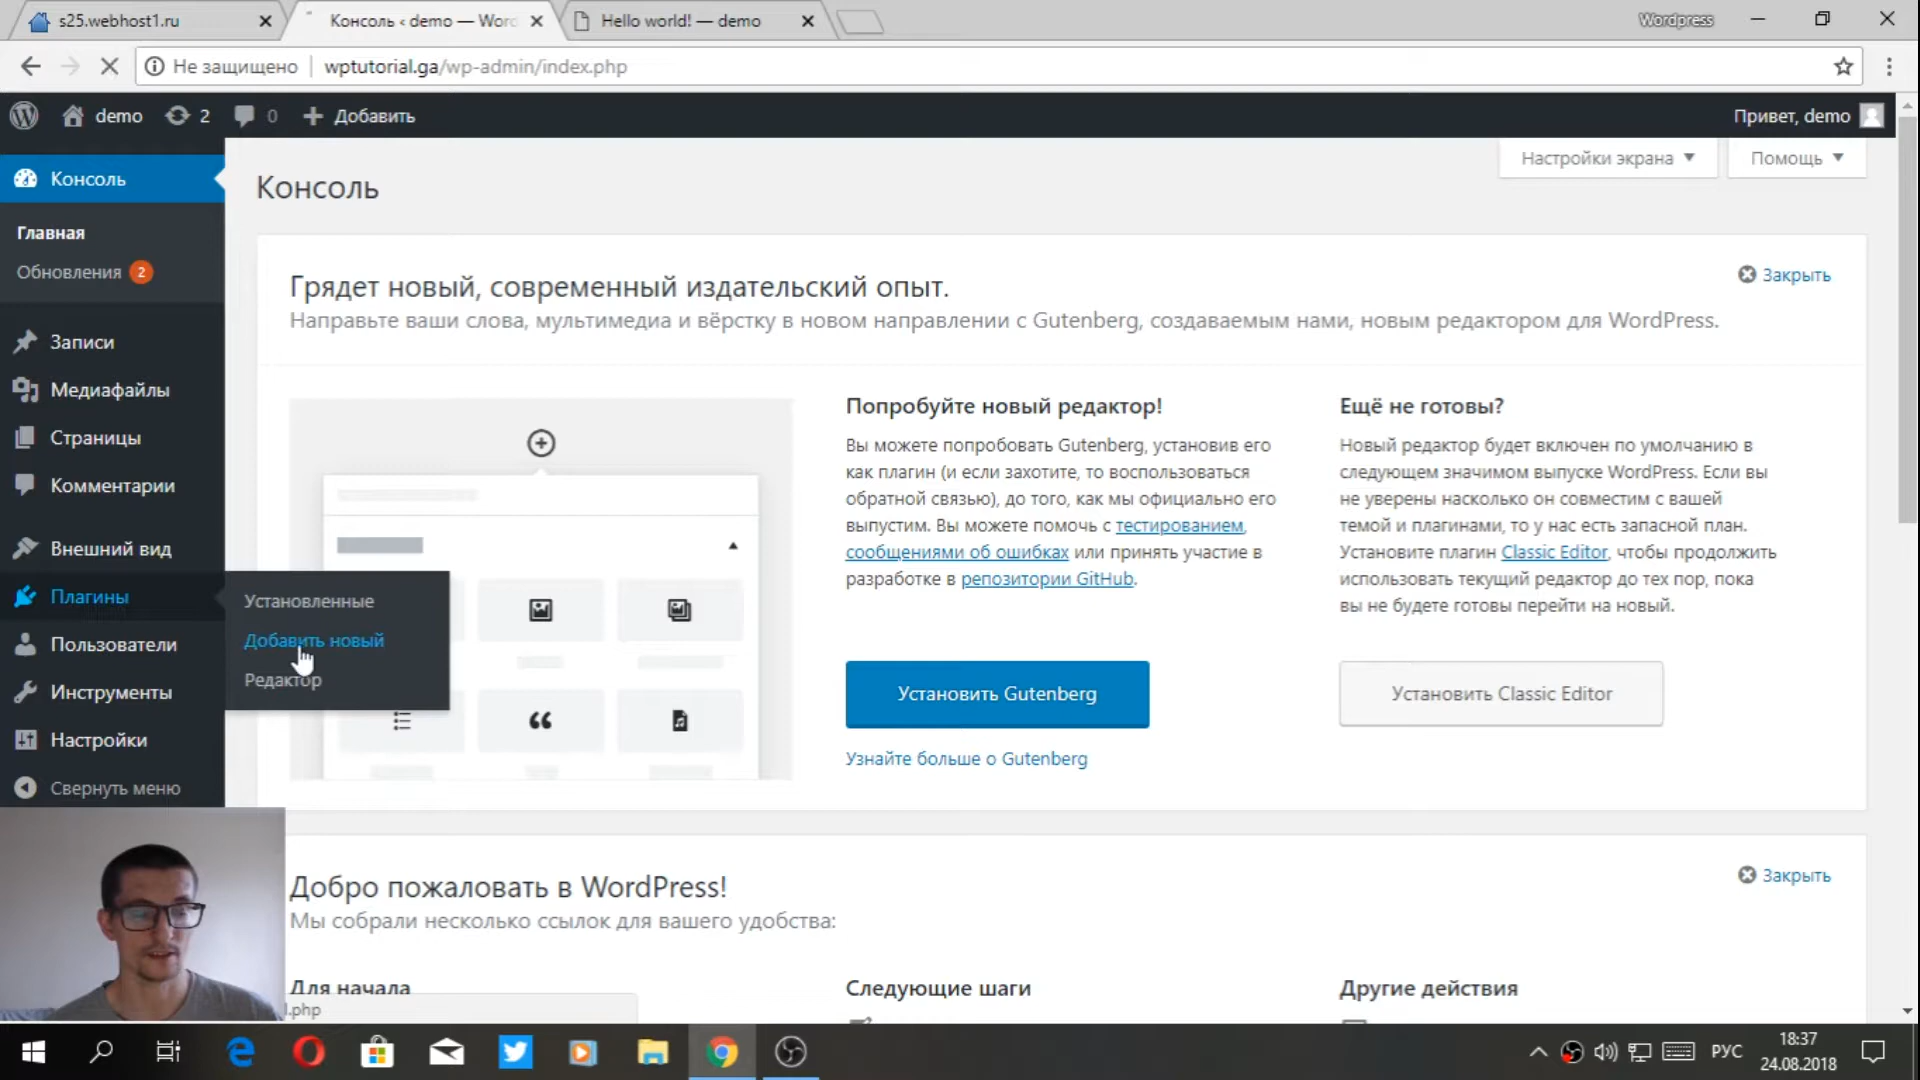 s25.webhost1.ru
Консоль ‹ demo — Word
Hello world! — demo
Wordpress
Не защищено
wptutorial.ga/wp-admin/index.php
demo
2
0
Добавить
Привет, demo
Консоль
Главная
Обновления 2
Записи
Медиафайлы
Страницы
Комментарии
Внешний вид
Плагины
Пользователи
Инструменты
Настройки
Свернуть меню
Установленные
Добавить новый
Редактор
Настройки экрана
Помощь
Консоль
Закрыть
Грядет новый, современный издательский опыт.
Направьте ваши слова, мультимедиа и вёрстку в новом направлении с Gutenberg, создаваемым нами, новым редактором для WordPress.
Попробуйте новый редактор!
Вы можете попробовать Gutenberg, установив его
как плагин (и если захотите, то воспользоваться
обратной связью), до того, как мы официально его
выпустим. Вы можете помочь с тестированием,
сообщениями об ошибках или принять участие в
разработке в репозитории GitHub.
Установить Gutenberg
Узнайте больше о Gutenberg
Ещё не готовы?
Новый редактор будет включен по умолчанию в
следующем значимом выпуске WordPress. Если вы
не уверены насколько он совместим с вашей
темой и плагинами, то у нас есть запасной план.
Установите плагин Classic Editor, чтобы продолжить
использовать текущий редактор до тех пор, пока
вы не будете готовы перейти на новый.
Установить Classic Editor
Закрыть
Добро пожаловать в WordPress!
Мы собрали несколько ссылок для вашего удобства:
Для начала
Следующие шаги
Другие действия
.php
РУС
18:37
24.08.2018